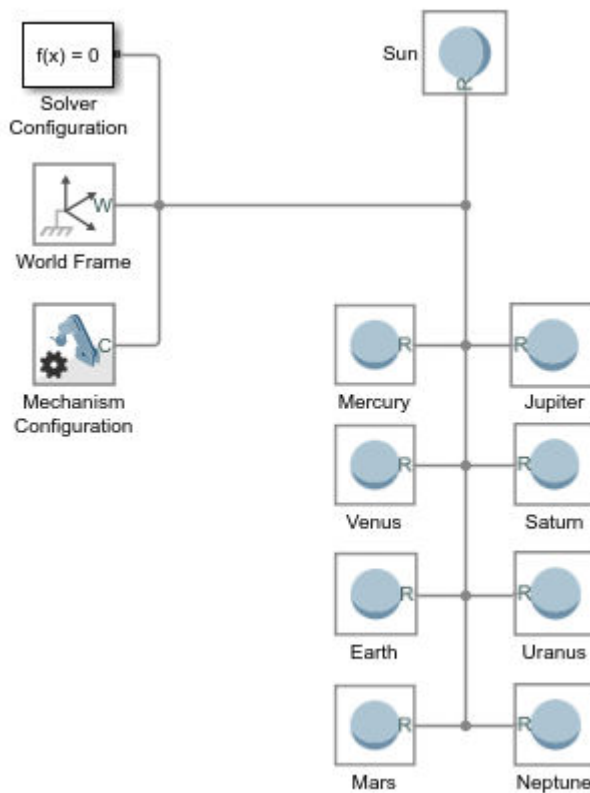 f(x) = 0
Solver
Configuration
Sun
R
W
World Frame
C
Mechanism
Configuration
R
Mercury
R
Jupiter
R
Venus
R
Saturn
R
Earth
R
Uranus
R
Mars
R
Neptune